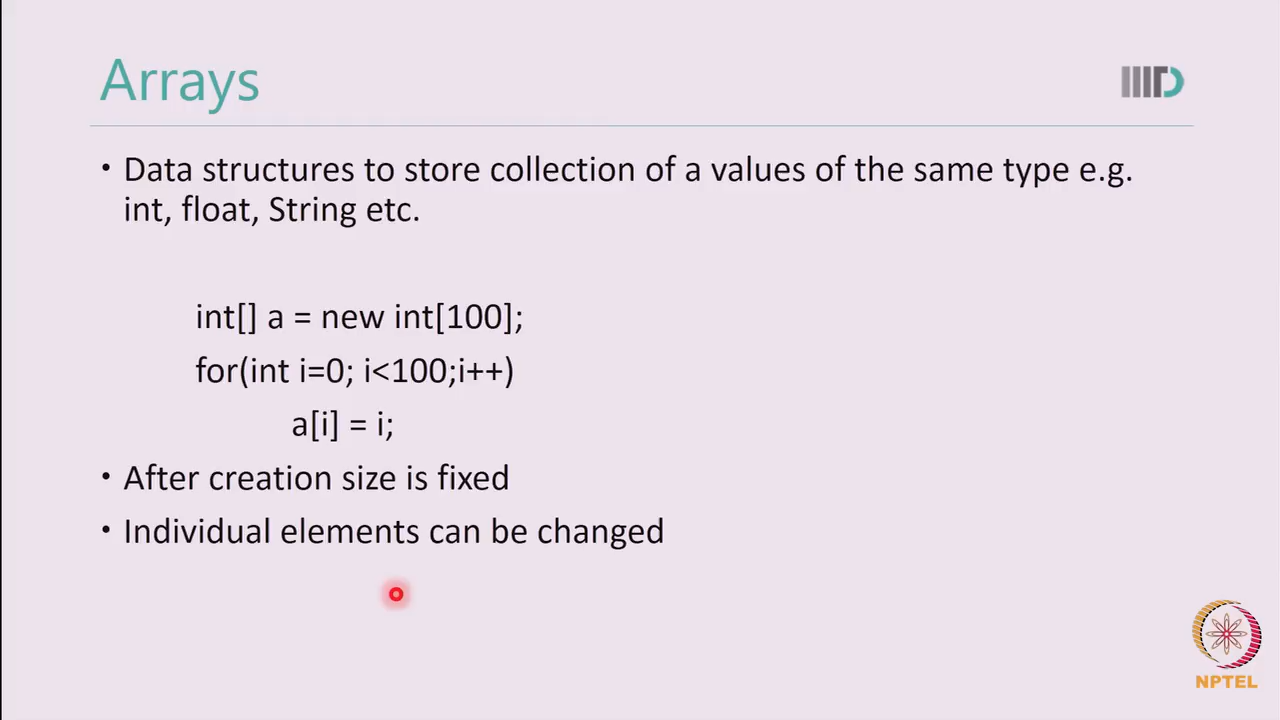 Arrays
IIITD
• Data structures to store collection of a values of the same type e.g.
int, float, String etc.
int[] a = new int[100];
for(int i=0; i<100;i++)
a[i] = i;
• After creation size is fixed
• Individual elements can be changed
NPTEL